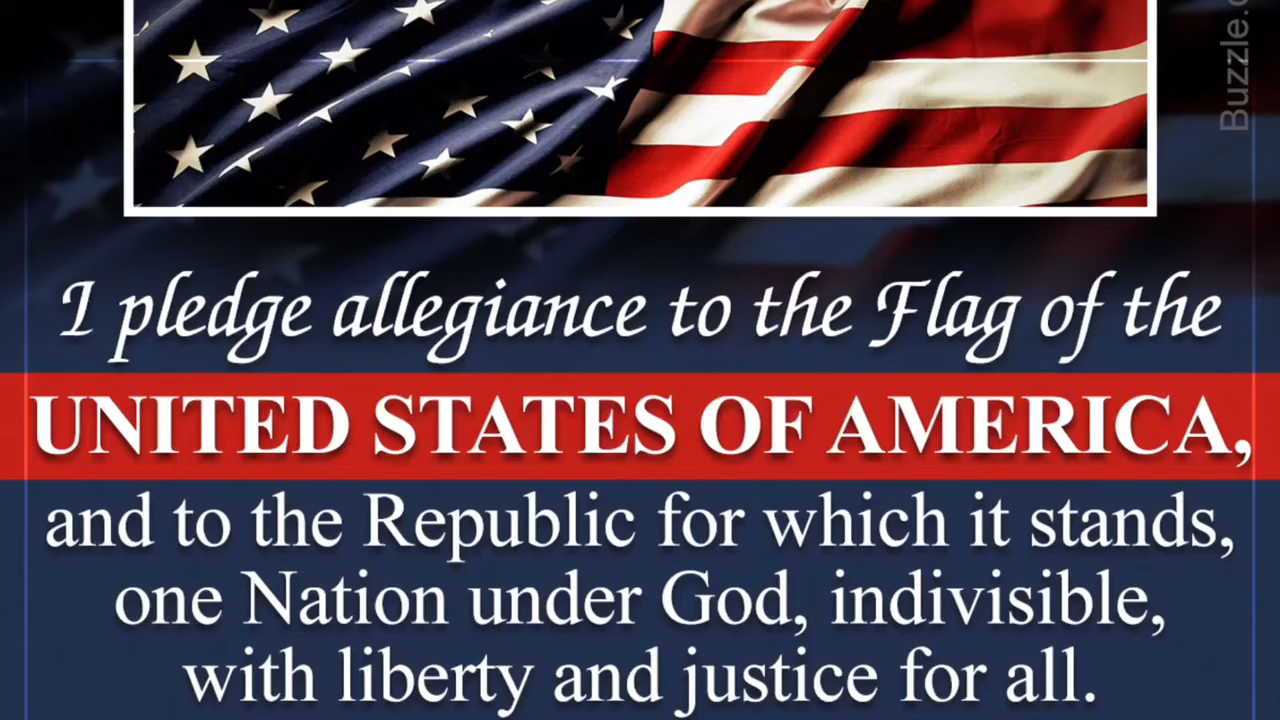 Buzzle.c
I pledge allegiance to the Flag of the
UNITED STATES OF AMERICA,
and to the Republic for which it stands,
one Nation under God, indivisible,
with liberty and justice for all.